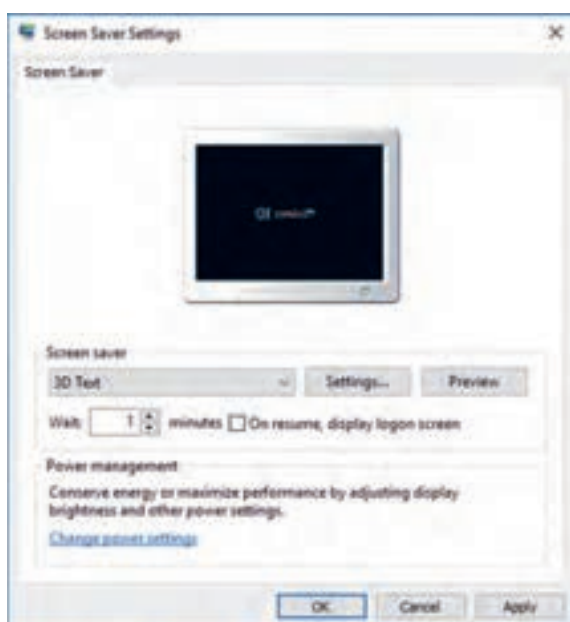 Screen Saver Settings
Screen Saver
Screen saver
3D Text
Settings...
Preview
Wait:
1
minutes
On resume, display logon screen
Power management
Conserve energy or maximize performance by adjusting display
brightness and other power settings.
Change power settings
OK
Cancel
Apply